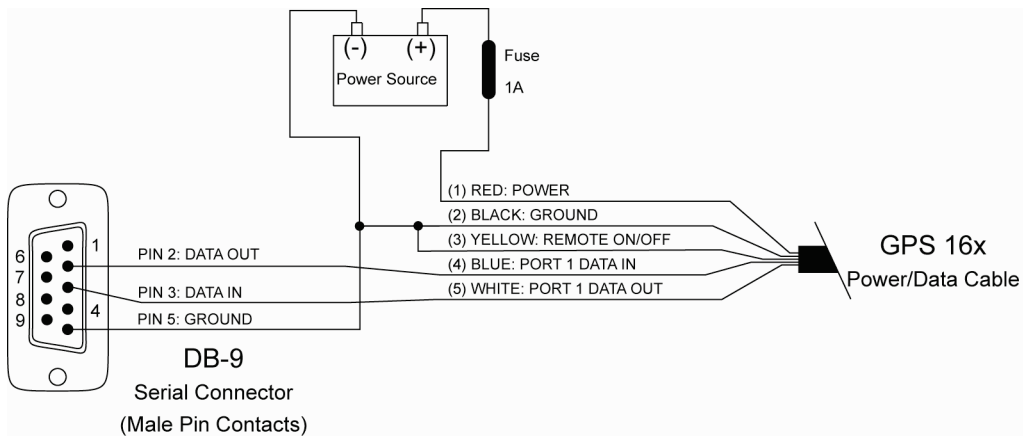 (-) (+)
Power Source
Fuse
1A
(1) RED: POWER
(2) BLACK: GROUND
(3) YELLOW: REMOTE ON/OFF
(4) BLUE: PORT 1 DATA IN
(5) WHITE: PORT 1 DATA OUT
GPS 16x
Power/Data Cable
1
6
7
8
9
4
PIN 2: DATA OUT
PIN 3: DATA IN
PIN 5: GROUND
DB-9
Serial Connector
(Male Pin Contacts)